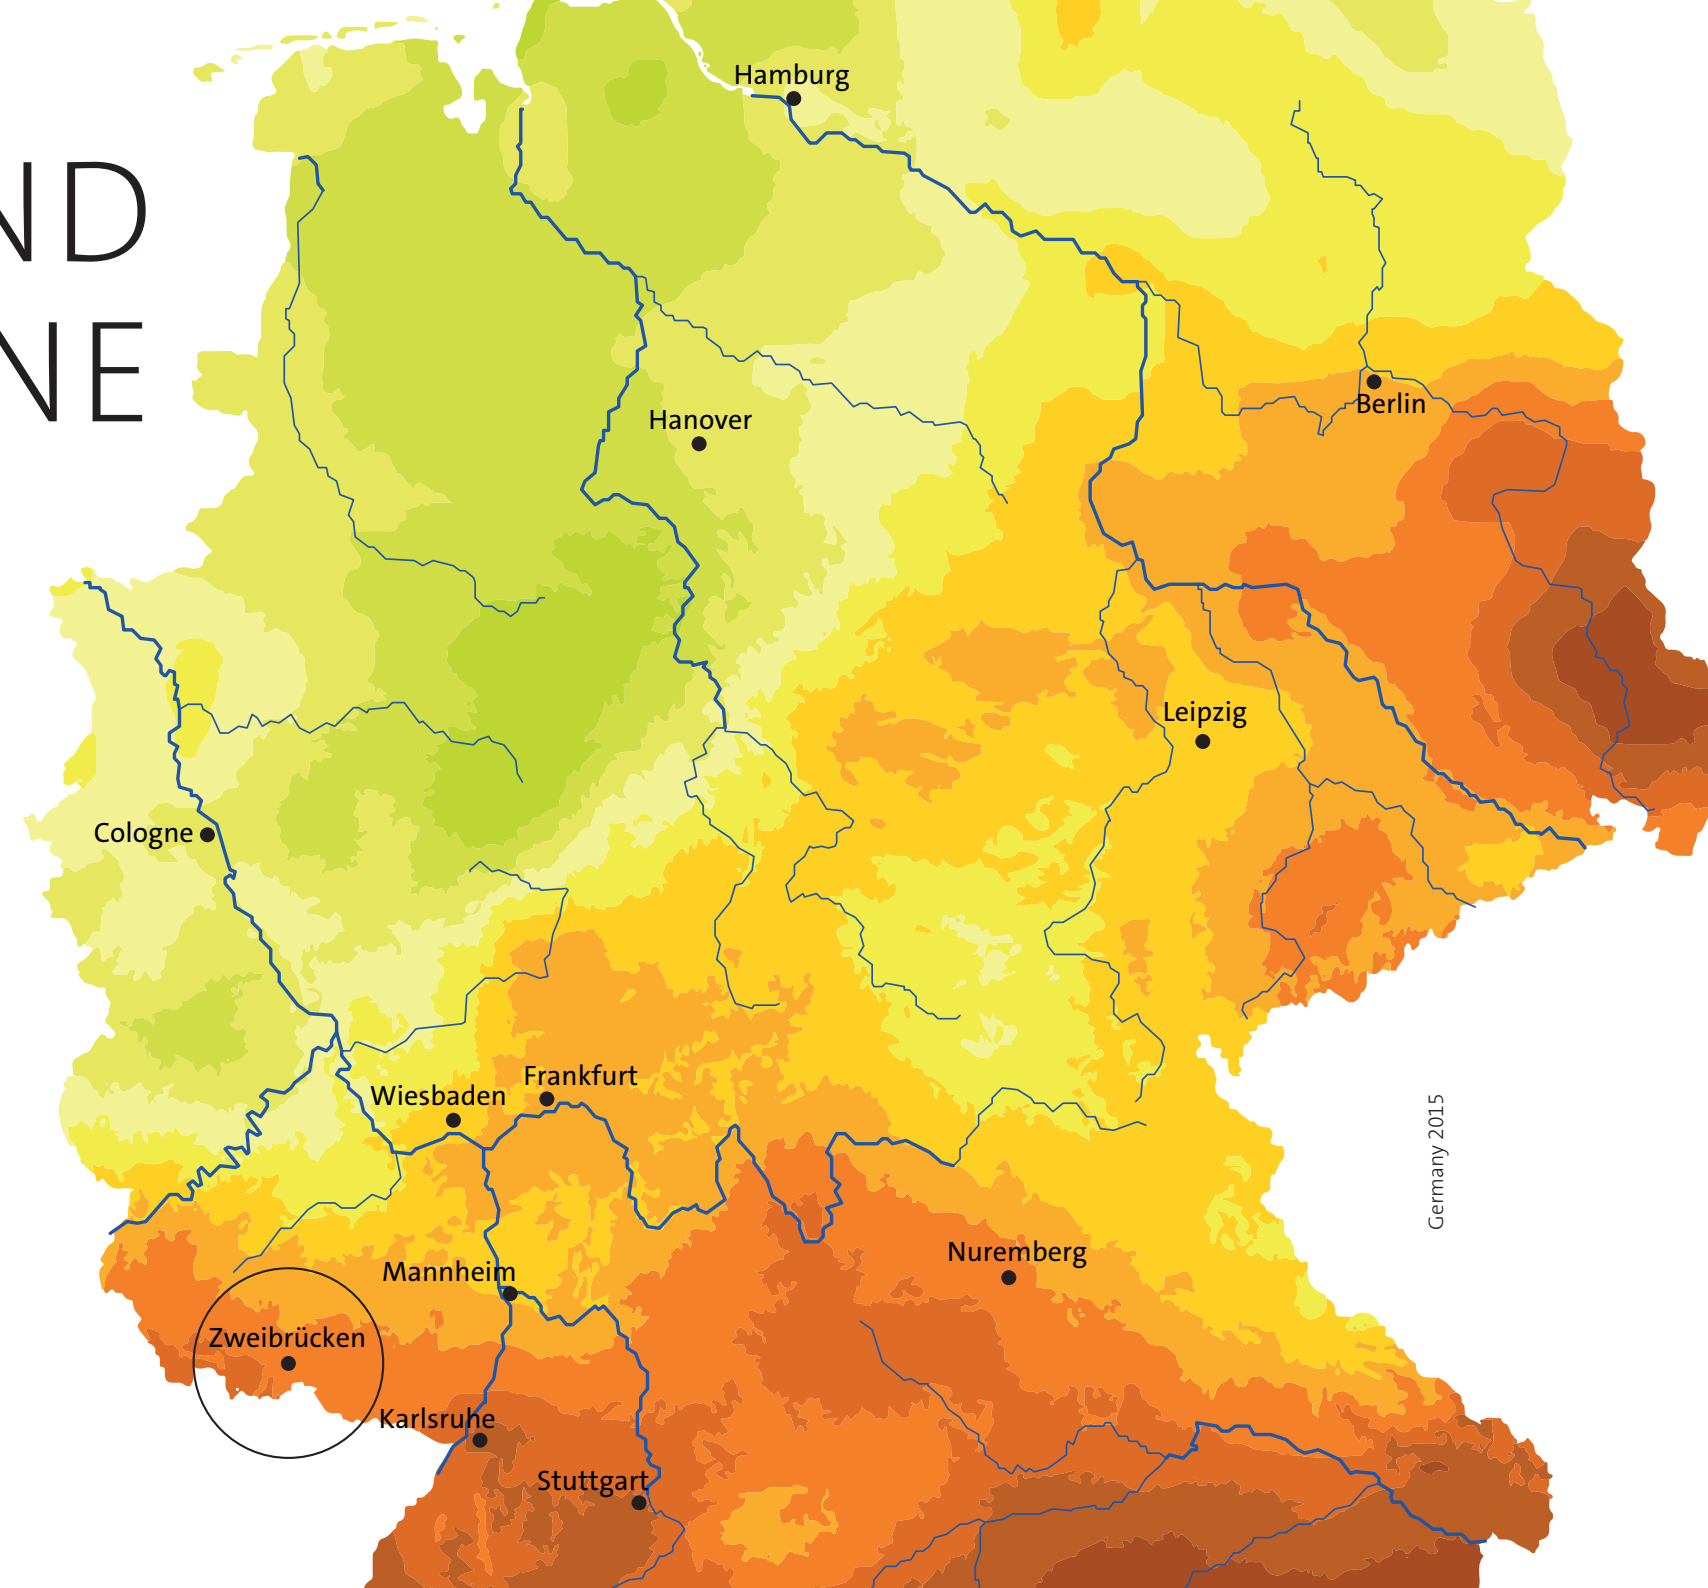 ND
NE
Hamburg
Hanover
Berlin
Leipzig
Cologne
Wiesbaden
Frankfurt
Germany 2015
Mannheim
Nuremberg
Zweibrücken
Karlsruhe
Stuttgart